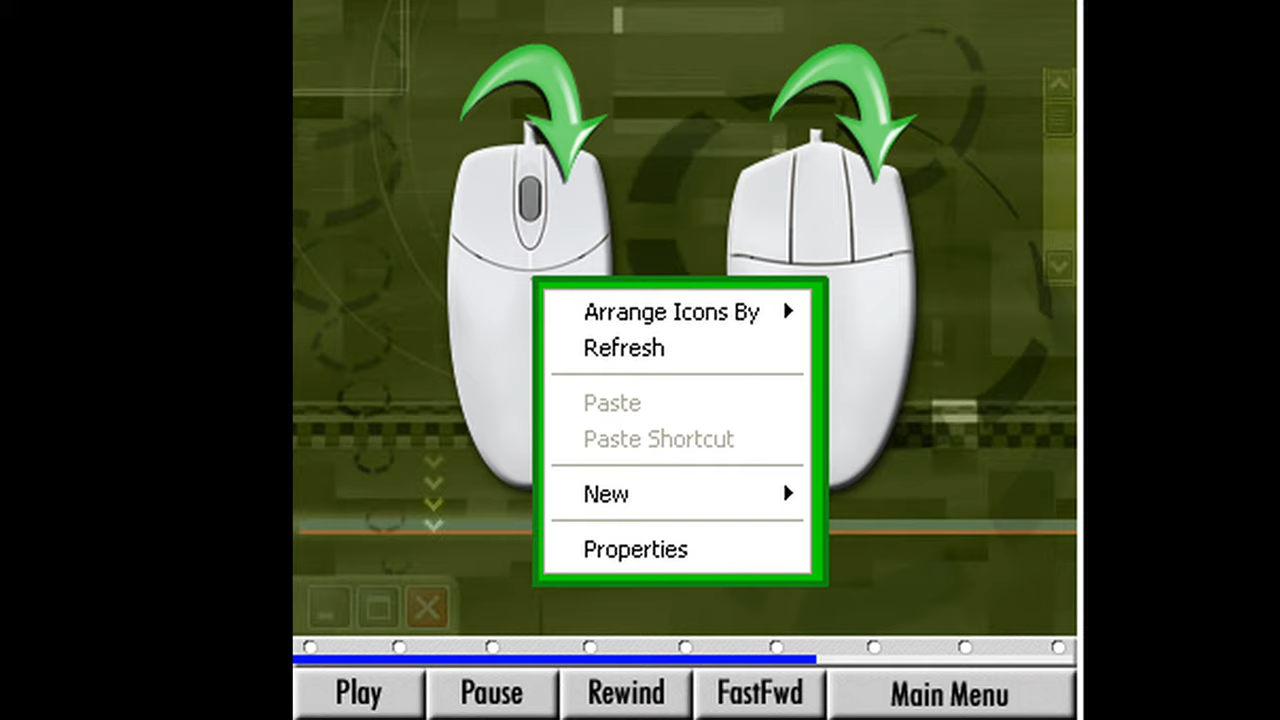 Arrange Icons By
Refresh
Paste
Paste Shortcut
New
Properties
Play
Pause
Rewind
FastFwd
Main Menu